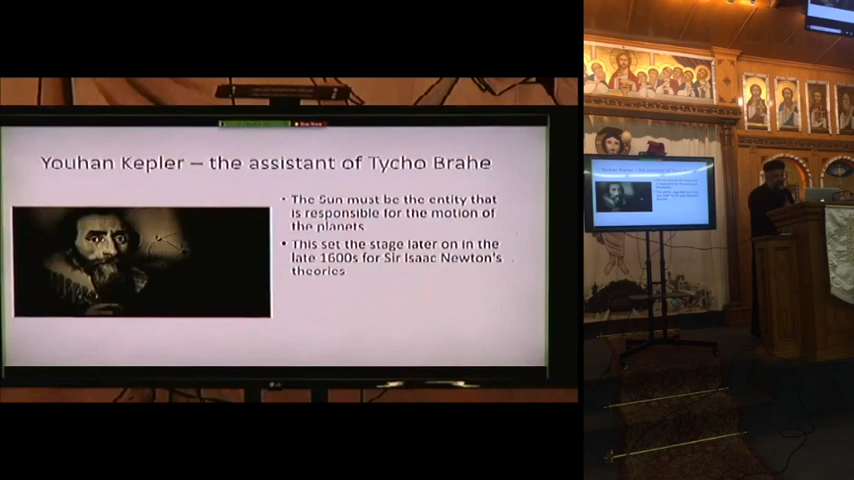 Youhan Kepler – the assistant of Tycho Brahe
• The Sun must be the entity that
is responsible for the motion of
the planets
• This set the stage later on in the
late 1600s for Sir Isaac Newton's
theories
LG